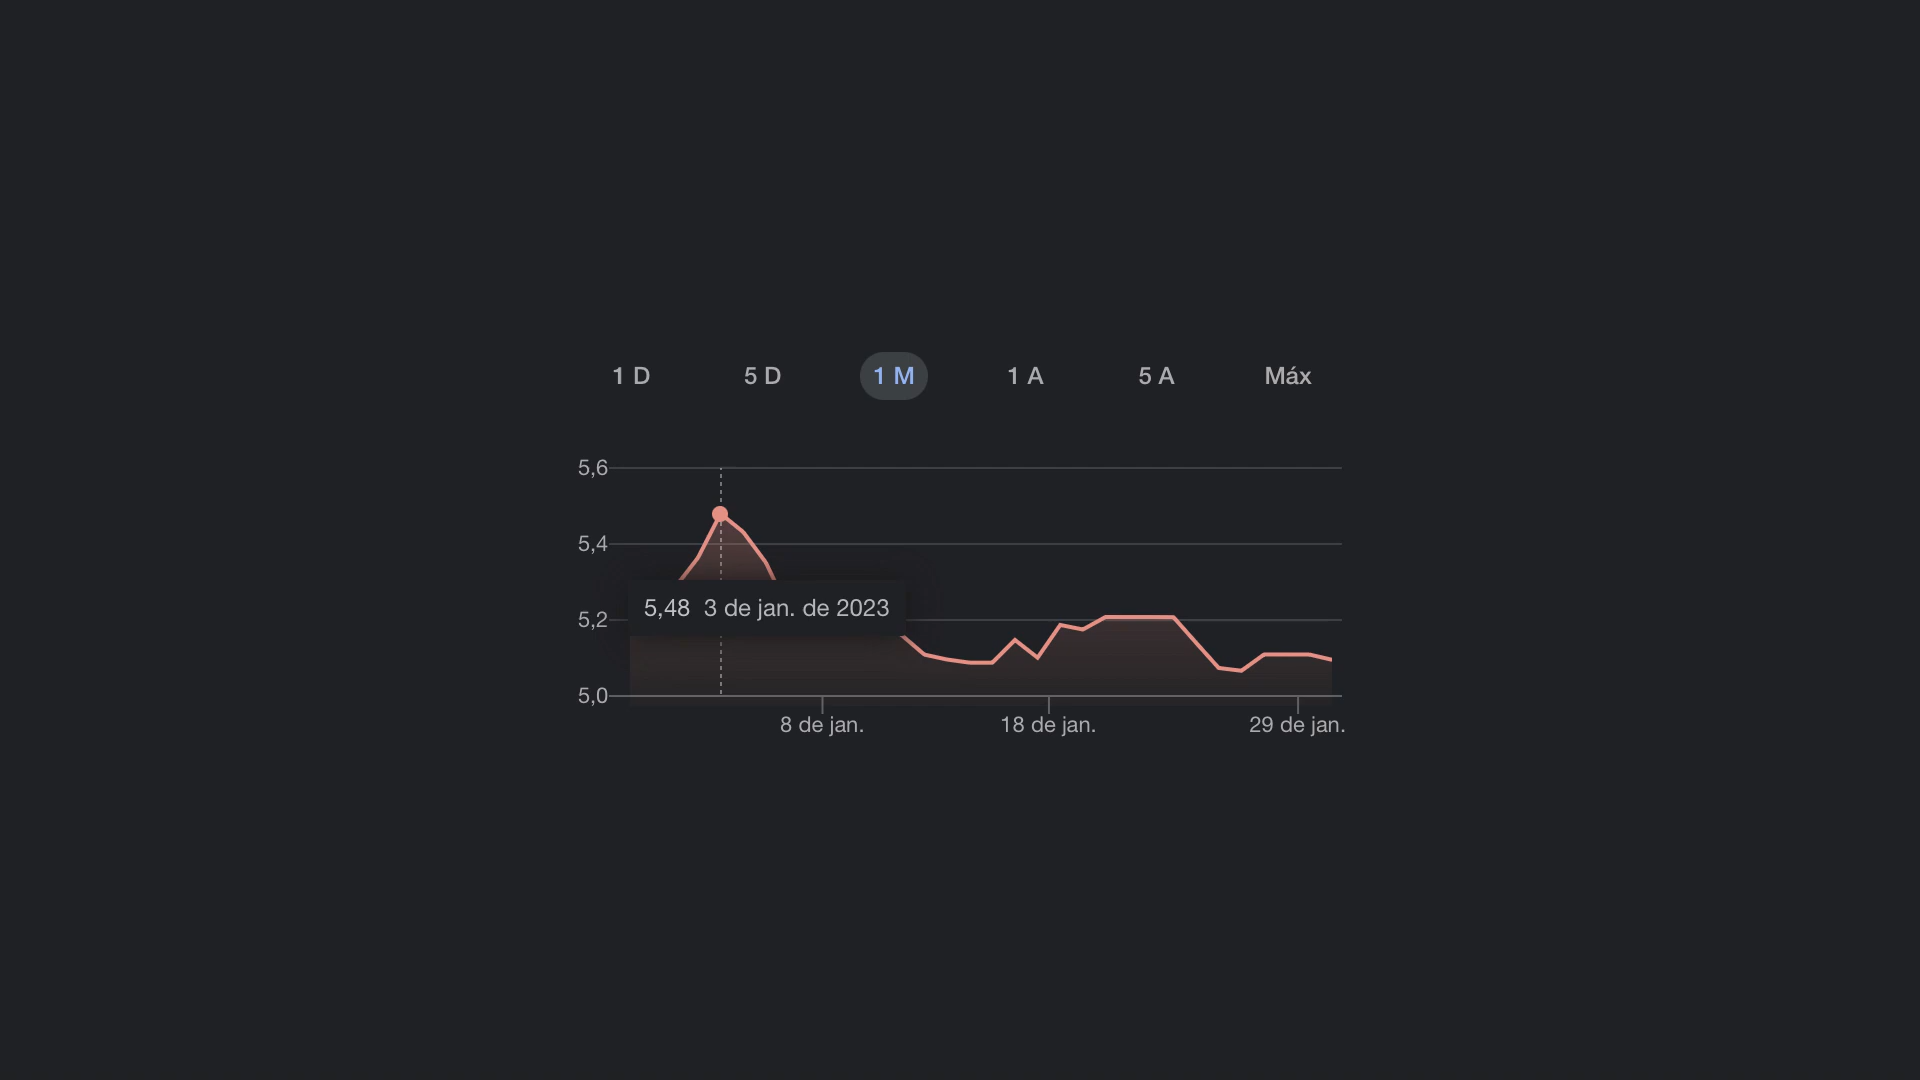 1 D 5 D 1 M 1 A 5 A Máx
5,6
5,4
5,48 3 de jan. de 2023
5,2
5,0
8 de jan. 18 de jan. 29 de jan.